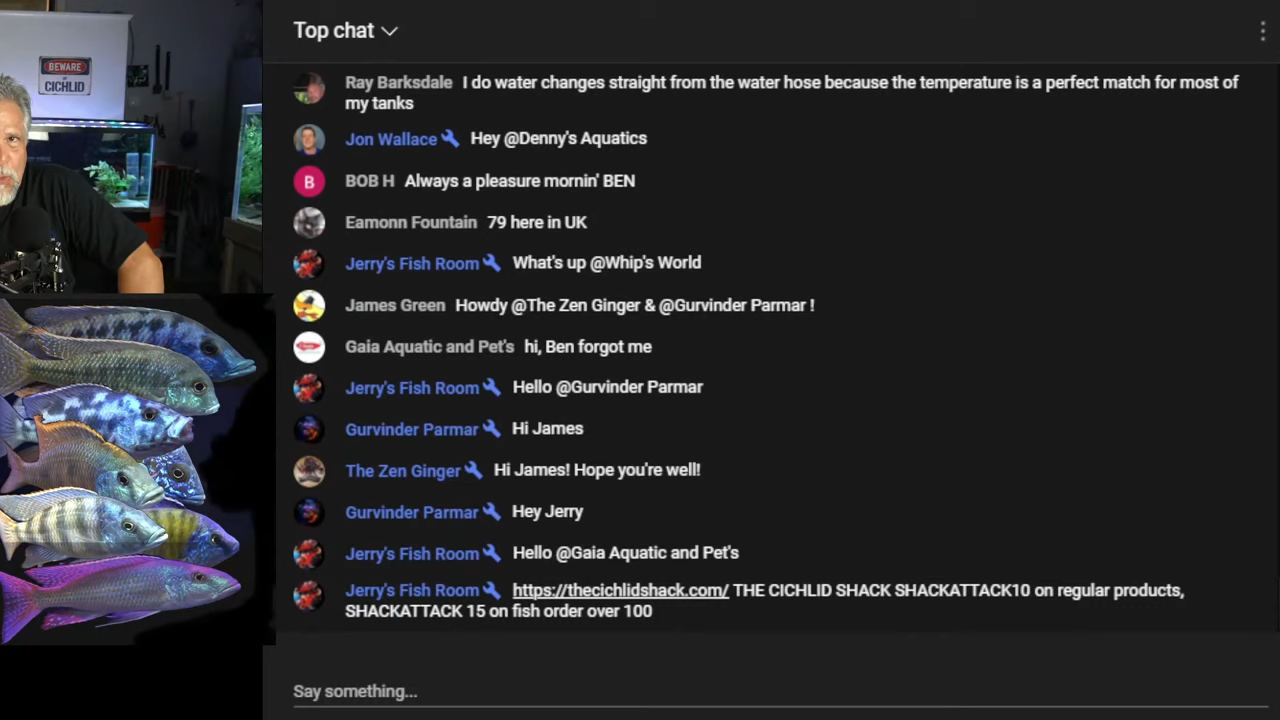 Top chat
BEWARE
of
CICHLID
Ray Barksdale I do water changes straight from the water hose because the temperature is a perfect match for most of
my tanks
Jon Wallace Hey @Denny's Aquatics
B
BOB H Always a pleasure mornin' BEN
Eamonn Fountain 79 here in UK
Jerry's Fish Room What's up @Whip's World
James Green Howdy @The Zen Ginger & @Gurvinder Parmar !
Gaia Aquatic and Pet's hi, Ben forgot me
Jerry's Fish Room Hello @Gurvinder Parmar
Gurvinder Parmar Hi James
The Zen Ginger Hi James! Hope you're well!
Gurvinder Parmar Hey Jerry
Jerry's Fish Room Hello @Gaia Aquatic and Pet's
Jerry's Fish Room https://thecichlidshack.com/ THE CICHLID SHACK SHACKATTACK10 on regular products,
SHACKATTACK 15 on fish order over 100
Say something...